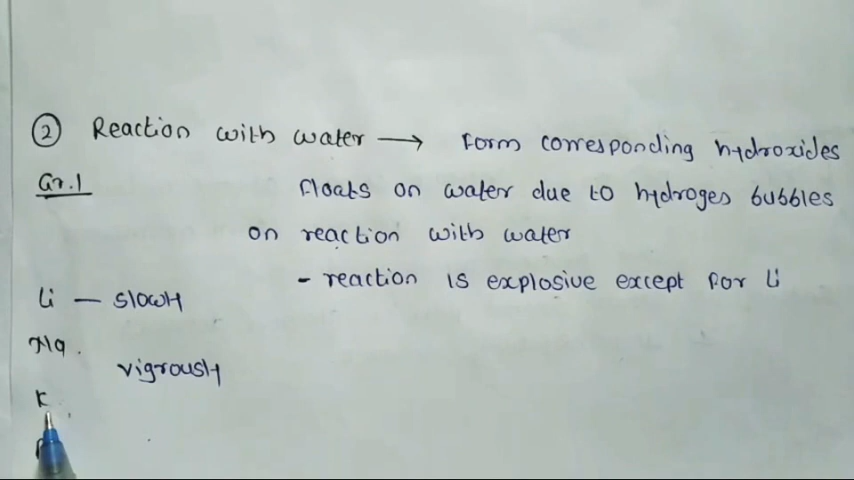 ② Reaction with water → Form corresponding hydroxides
Gr.1 Floats on water due to hydroges bubbles
on reaction with water
- reaction is explosive except for Li
Li — slowly
Na.
vigrously
K